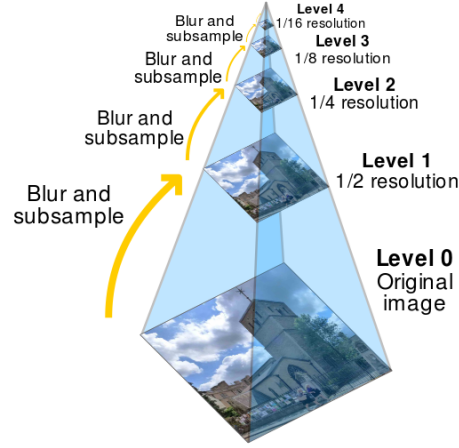 Level 4
1/16 resolution
Blur and
subsample
Level 3
1/8 resolution
Blur and
subsample
Level 2
1/4 resolution
Blur and
subsample
Level 1
1/2 resolution
Blur and
subsample
Level 0
Original
image